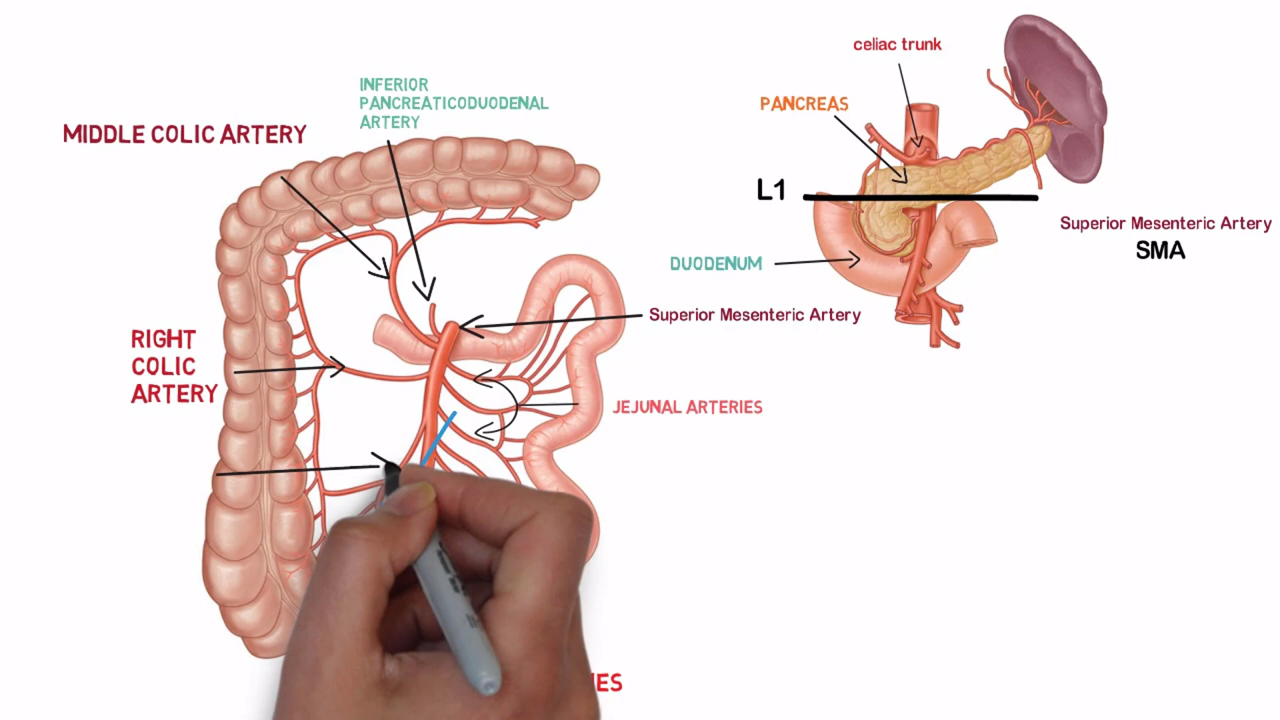 celiac trunk
INFERIOR
PANCREATICODUODENAL
ARTERY
PANCREAS
MIDDLE COLIC ARTERY
L1
Superior Mesenteric Artery
SMA
DUODENUM
Superior Mesenteric Artery
RIGHT
COLIC
ARTERY
JEJUNAL ARTERIES